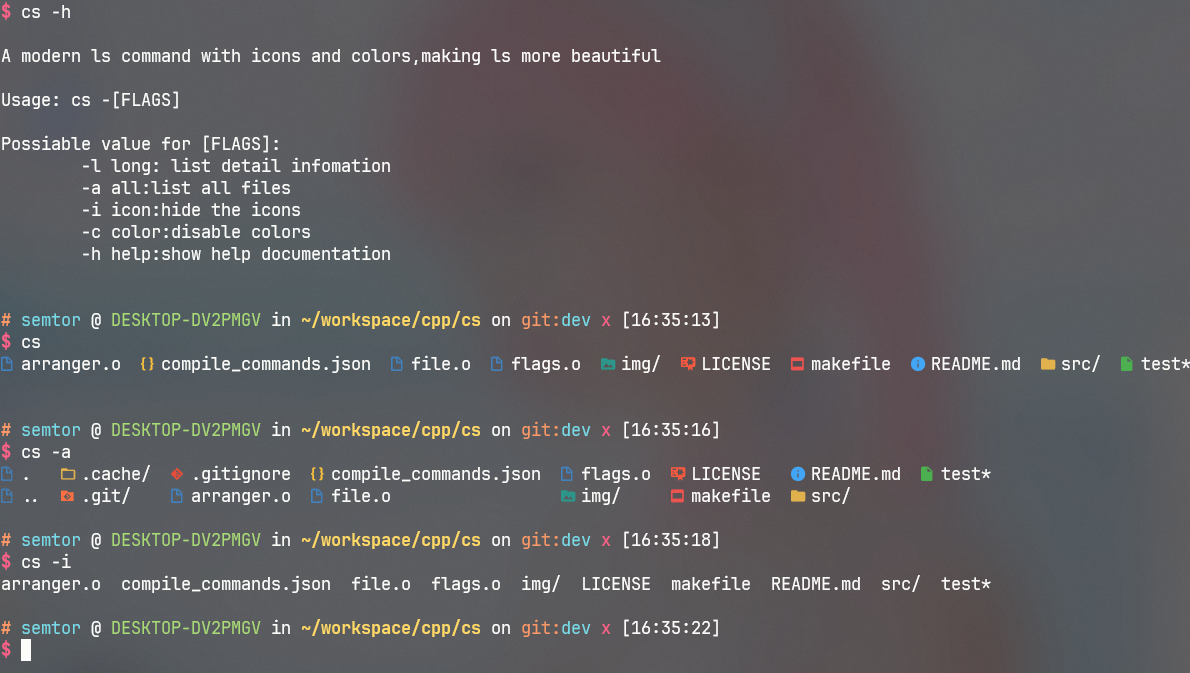 $ cs -h
A modern ls command with icons and colors,making ls more beautiful
Usage: cs -[FLAGS]
Possiable value for [FLAGS]:
-l long: list detail infomation
-a all:list all files
-i icon:hide the icons
-c color:disable colors
-h help:show help documentation
# semtor @ DESKTOP-DV2PMGV in ~/workspace/cpp/cs on git:dev x [16:35:13]
$ cs
arranger.o {} compile_commands.json file.o flags.o img/ LICENSE makefile README.md src/ test*
# semtor @ DESKTOP-DV2PMGV in ~/workspace/cpp/cs on git:dev x [16:35:16]
$ cs -a
. .cache/ .gitignore {} compile_commands.json flags.o LICENSE README.md test*
.. .git/ arranger.o file.o img/ makefile src/
# semtor @ DESKTOP-DV2PMGV in ~/workspace/cpp/cs on git:dev x [16:35:18]
$ cs -i
arranger.o compile_commands.json file.o flags.o img/ LICENSE makefile README.md src/ test*
# semtor @ DESKTOP-DV2PMGV in ~/workspace/cpp/cs on git:dev x [16:35:22]
$